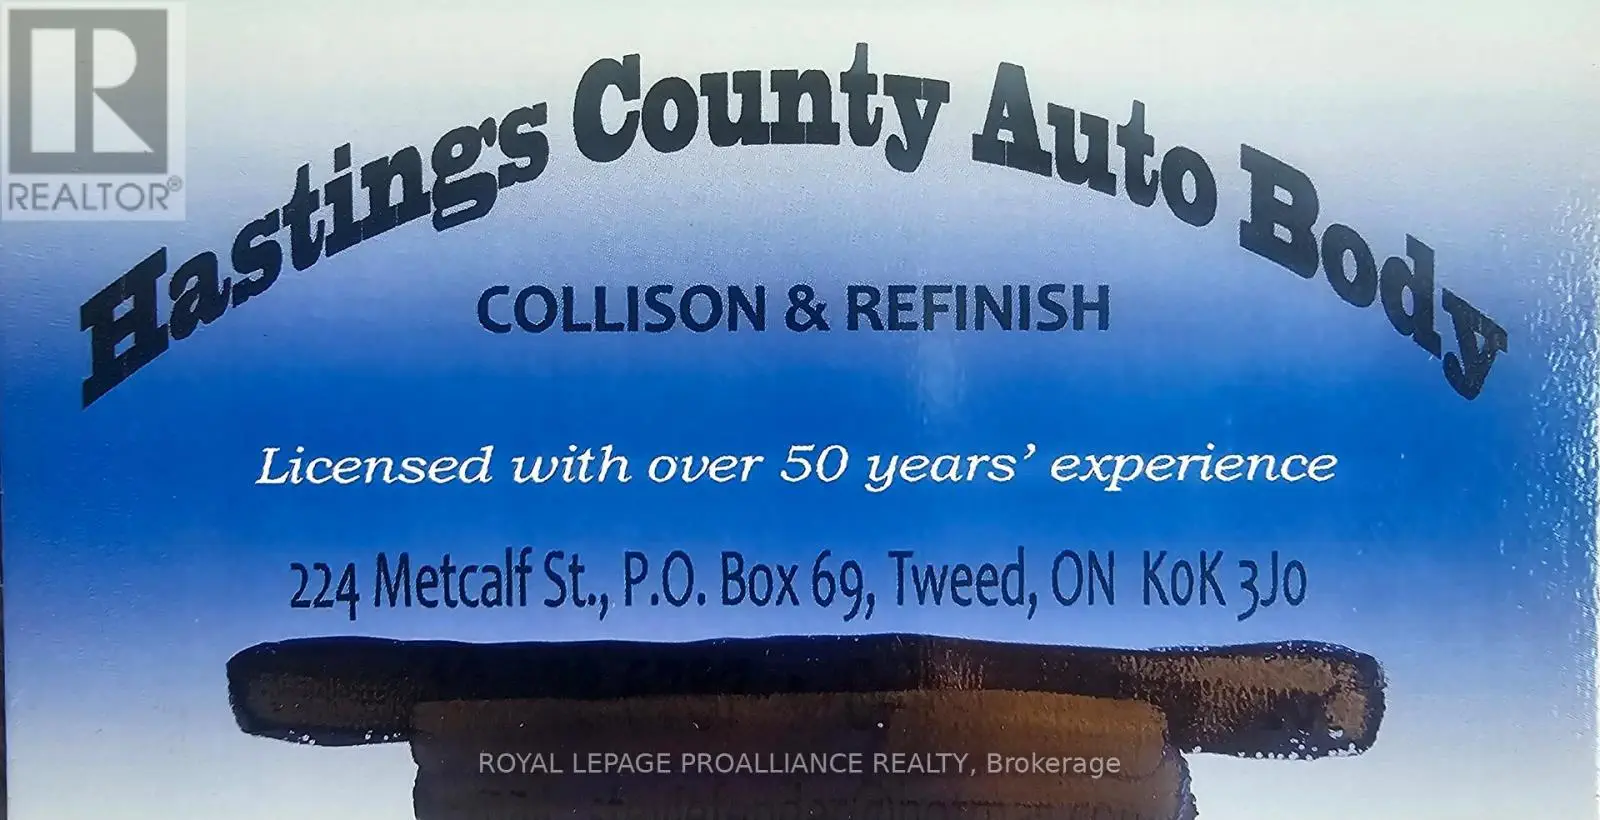 REALTOR®
Hastings County Auto Body
COLLISON & REFINISH
Licensed with over 50 years' experience
224 Metcalf St., P.O. Box 69, Tweed, ON K0K 3J0
ROYAL LEPAGE PROALLIANCE REALTY, Brokerage